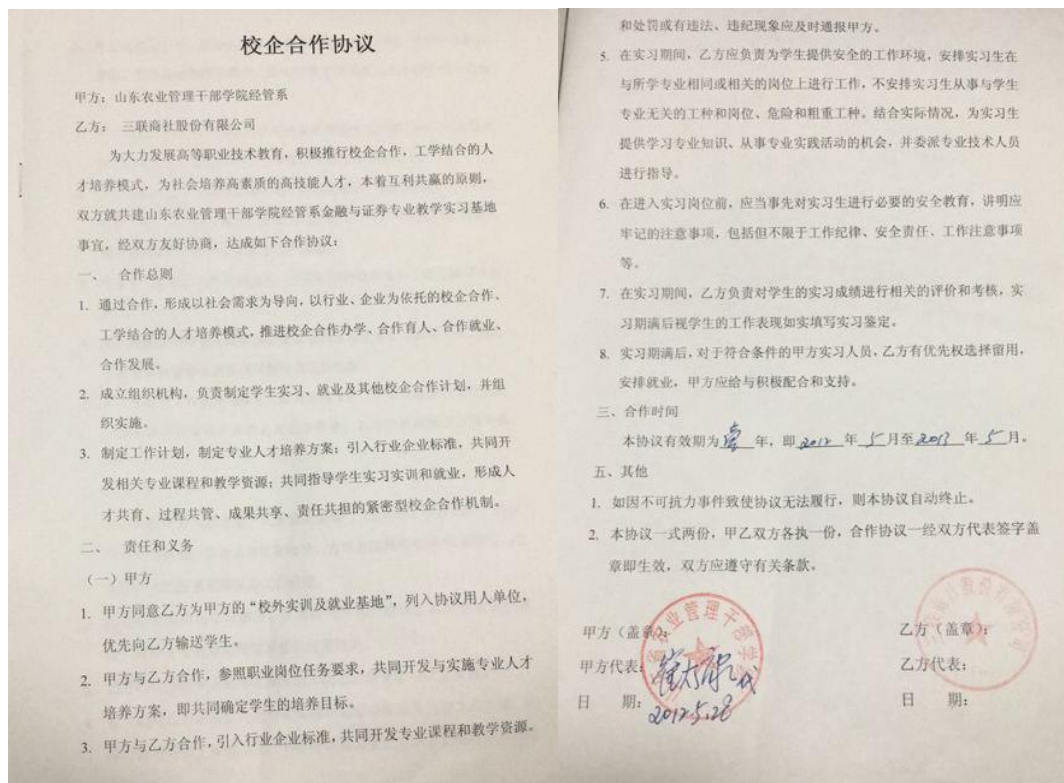 校企合作协议
甲方：山东农业管理干部学院经管系
乙方： 三联商社股份有限公司
为大力发展高等职业技术教育，积极推行校企合作，工学结合的人
才培养模式，为社会培养高素质的高技能人才，本着互利共赢的原则，
双方就共建山东农业管理干部学院经管系金融与证券专业教学实习基地
事宜，经双方友好协商，达成如下合作协议：
一、 合作总则
1. 通过合作，形成以社会需求为导向，以行业、企业为依托的校企合作、
工学结合的人才培养模式，推进校企合作办学、合作育人、合作就业、
合作发展。
2. 成立组织机构，负责制定学生实习、就业及其他校企合作计划，并组
织实施。
3. 制定工作计划，制定专业人才培养方案；引入行业企业标准，共同开
发相关专业课程和教学资源；共同指导学生实习实训和就业，形成人
才共育、过程共管、成果共享、责任共担的紧密型校企合作机制。
二、 责任和义务
（一）甲方
1. 甲方同意乙方为甲方的“校外实训及就业基地”，列入协议用人单位，
优先向乙方输送学生。
2. 甲方与乙方合作，参照职业岗位任务要求，共同开发与实施专业人才
培养方案，即共同确定学生的培养目标。
3. 甲方与乙方合作，引入行业企业标准，共同开发专业课程和教学资源。
和处罚或有违法、违纪现象应及时通报甲方。
5. 在实习期间，乙方应负责为学生提供安全的工作环境，安排实习生在
与所学专业相同或相关的岗位上进行工作，不安排实习生从事与学生
专业无关的工种和岗位、危险和粗重工种。结合实际情况，为实习生
提供学习专业知识、从事专业实践活动的机会，并委派专业技术人员
进行指导。
6. 在进入实习岗位前，应当事先对实习生进行必要的安全教育，讲明应
牢记的注意事项，包括但不限于工作纪律、安全责任、工作注意事项
等。
7. 在实习期间，乙方负责对学生的实习成绩进行相关的评价和考核，实
习期满后视学生的工作表现如实填写实习鉴定。
8. 实习期满后，对于符合条件的甲方实习人员，乙方有优先权选择留用，
安排就业，甲方应给与积极配合和支持。
三、合作时间
本协议有效期为壹年，即 2012 年 5月至2013 年 5月。
五、其他
1. 如因不可抗力事件致使协议无法履行，则本协议自动终止。
2. 本协议一式两份，甲乙双方各执一份，合作协议一经双方代表签字盖
章即生效，双方应遵守有关条款。
甲方（盖章）：
乙方（盖章）：
甲方代表：
乙方代表：
日 期： 2012.5.28
日 期：